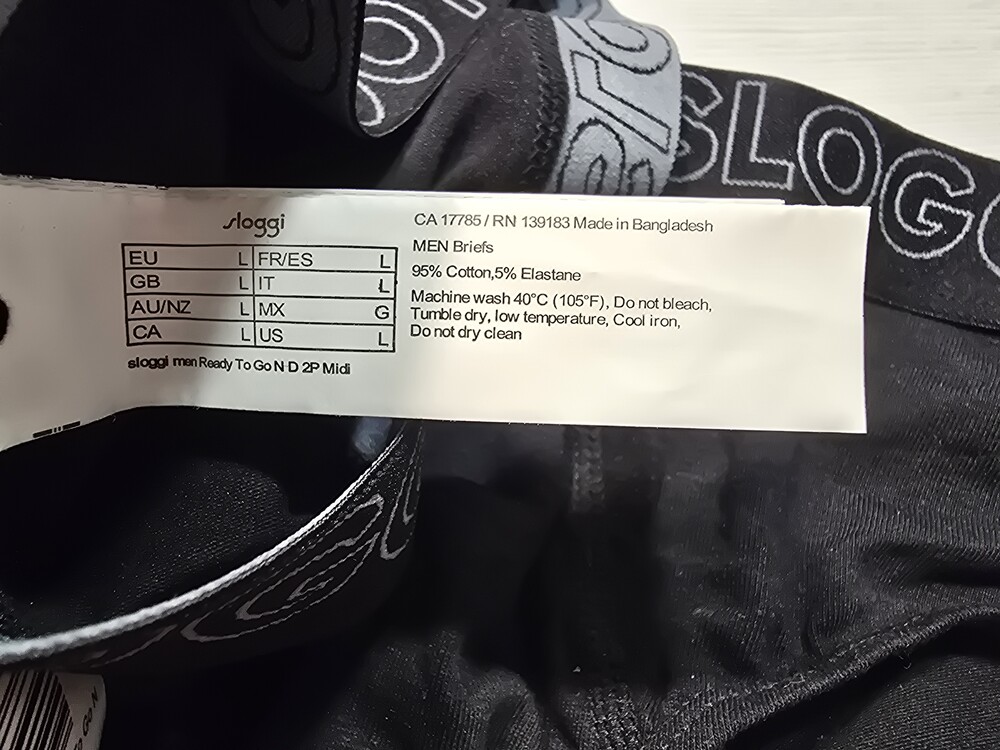 SLOGG
sloggi
EU L FR/ES L
GB L IT L
AU/NZ L MX G
CA L US L
sloggi men Ready To Go N D 2P Midi
CA 17785 / RN 139183 Made in Bangladesh
MEN Briefs
95% Cotton,5% Elastane
Machine wash 40°C (105°F), Do not bleach,
Tumble dry, low temperature, Cool iron,
Do not dry clean
Go N